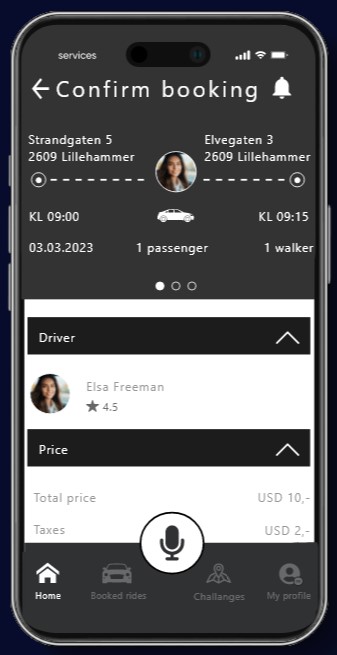 services
Confirm booking
Strandgaten 5
2609 Lillehammer
Elvegaten 3
2609 Lillehammer
KL 09:00
KL 09:15
03.03.2023
1 passenger
1 walker
Driver
Elsa Freeman
4.5
Price
Total price
USD 10,-
Taxes
USD 2,-
Home
Booked rides
Challanges
My profile